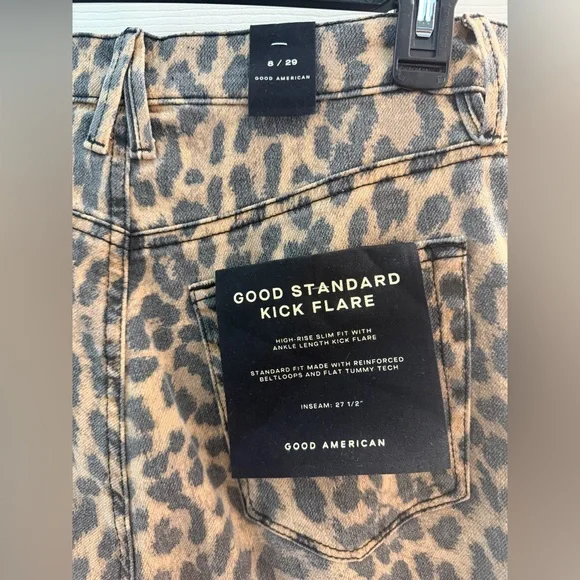 8 / 29
GOOD AMERICAN
GOOD STANDARD
KICK FLARE
HIGH-RISE SLIM FIT WITH
ANKLE LENGTH KICK FLARE
STANDARD FIT MADE WITH REINFORCED
BELTLOOPS AND FLAT TUMMY TECH
INSEAM: 27 1/2"
GOOD AMERICAN